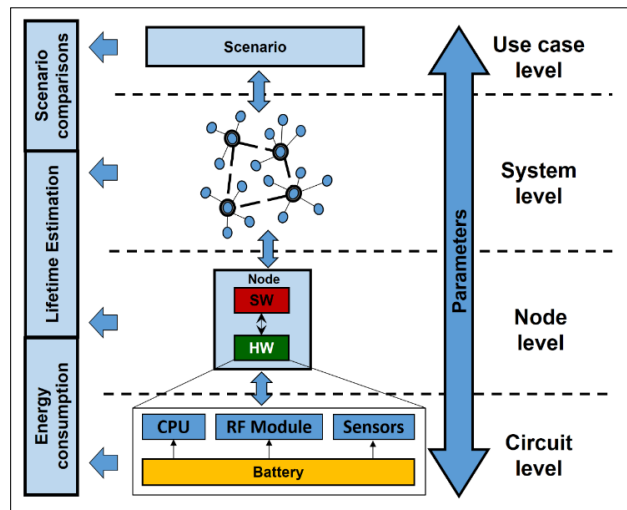 Scenario
comparisons
Lifetime Estimation
Energy
consumption
Scenario
Node
SW
HW
CPU
RF Module
Sensors
Battery
Parameters
Use case
level
System
level
Node
level
Circuit
level